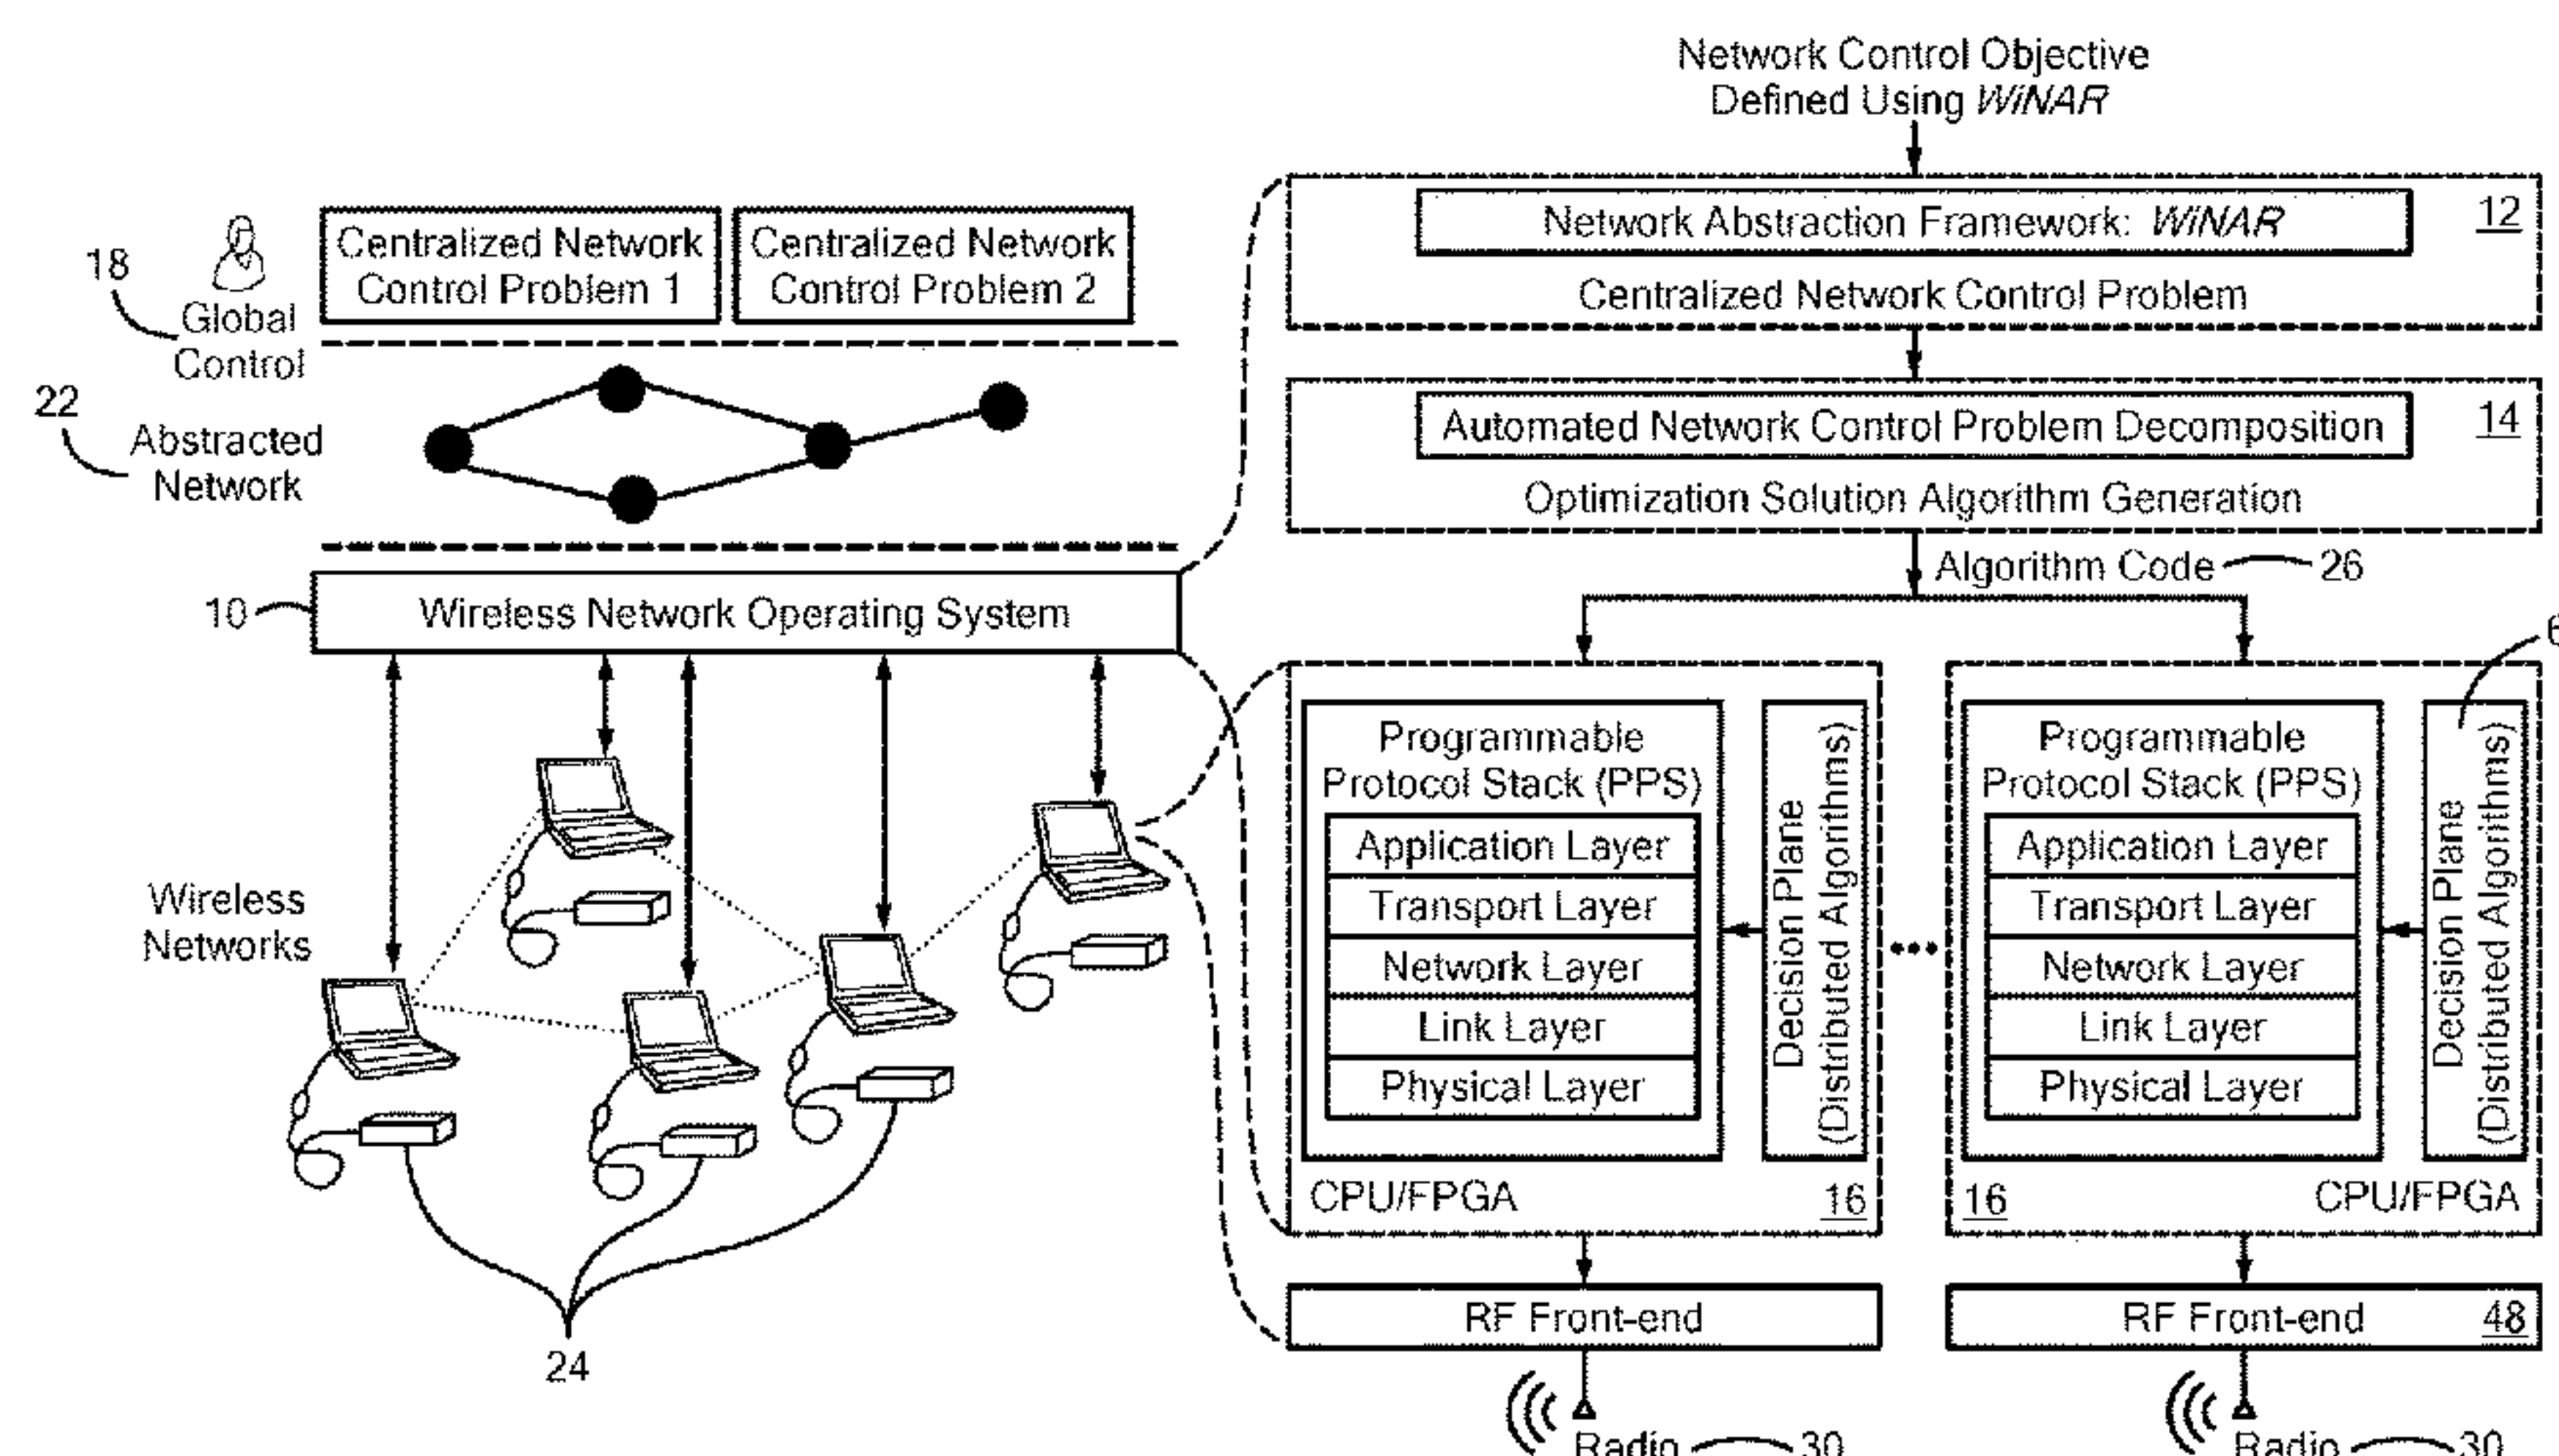 Network Control Objective
Defined Using WiNAR
Network Abstraction Framework: WiNAR
12
Centralized Network Control Problem
Automated Network Control Problem Decomposition
14
Optimization Solution Algorithm Generation
Algorithm Code
26
18
Global
Control
Centralized Network
Control Problem 1
Centralized Network
Control Problem 2
22
Abstracted
Network
10
Wireless Network Operating System
Wireless
Networks
24
Programmable
Protocol Stack (PPS)
Application Layer
Transport Layer
Network Layer
Link Layer
Physical Layer
Decision Plane
(Distributed Algorithms)
CPU/FPGA
16
Programmable
Protocol Stack (PPS)
Application Layer
Transport Layer
Network Layer
Link Layer
Physical Layer
Decision Plane
(Distributed Algorithms)
16
CPU/FPGA
RF Front-end
RF Front-end
48
Radio
30
Radio
30